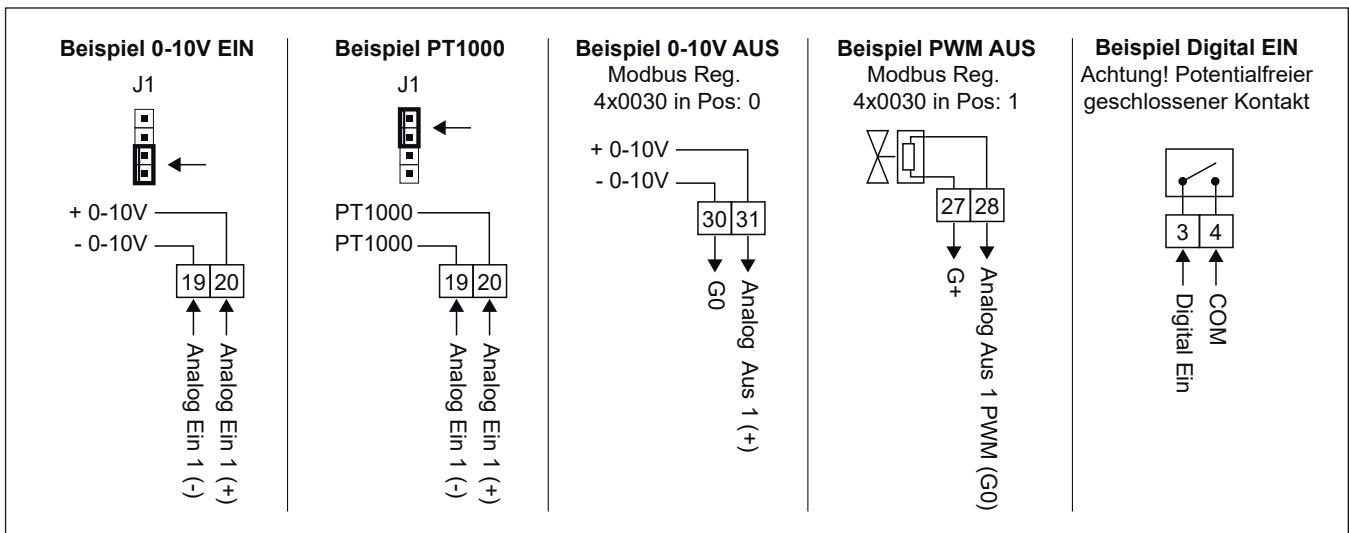 Beispiel 0-10V EIN
J1
+ 0-10V
- 0-10V
19 20
Analog Ein 1 (-)
Analog Ein 1 (+)
Beispiel PT1000
J1
PT1000
PT1000
19 20
Analog Ein 1 (-)
Analog Ein 1 (+)
Beispiel 0-10V AUS
Modbus Reg.
4x0030 in Pos: 0
+ 0-10V
- 0-10V
30 31
G0
Analog Aus 1 (+)
Beispiel PWM AUS
Modbus Reg.
4x0030 in Pos: 1
27 28
G+
Analog Aus 1 PWM (G0)
Beispiel Digital EIN
Achtung! Potentialfreier
geschlossener Kontakt
3 4
Digital Ein
COM